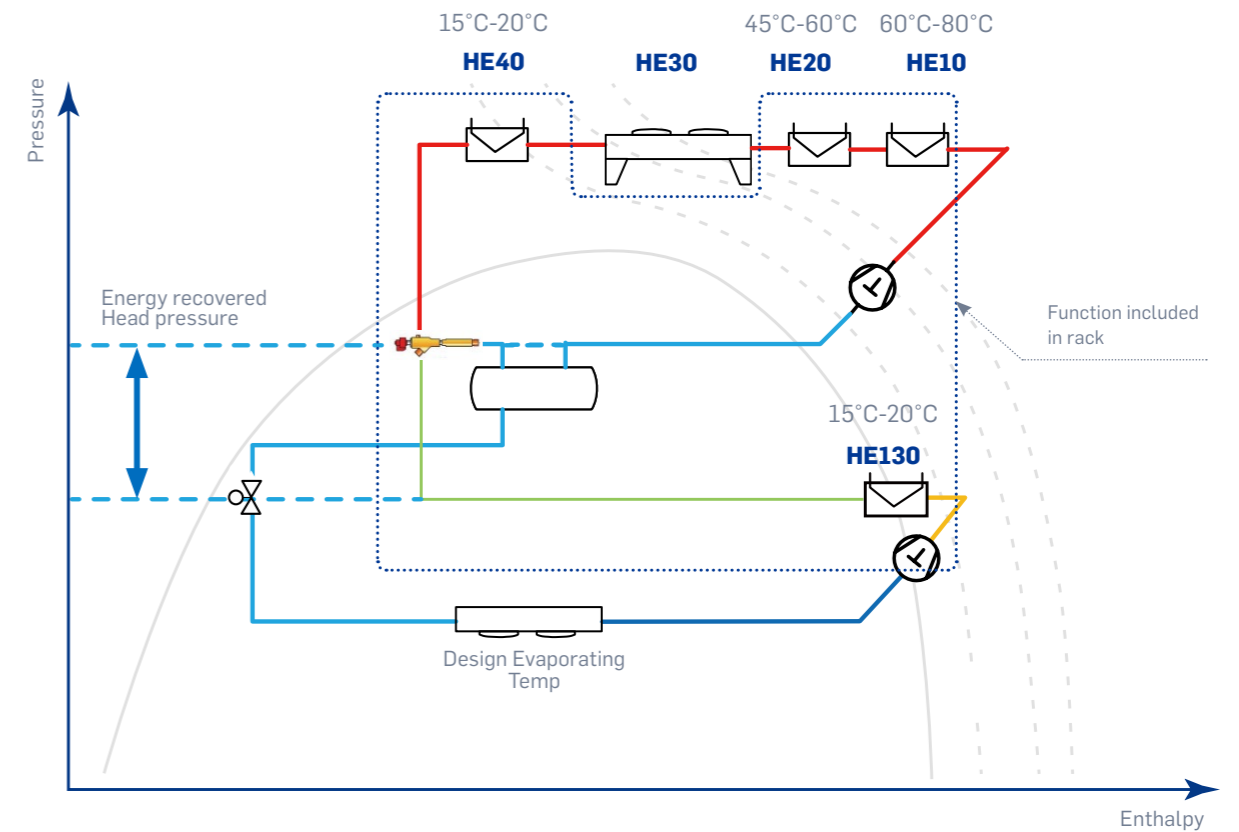 15°C-20°C
45°C-60°C
60°C-80°C
HE40
HE30
HE20
HE10
Pressure
Energy recovered
Head pressure
Function included
in rack
15°C-20°C
HE130
Design Evaporating
Temp
Enthalpy